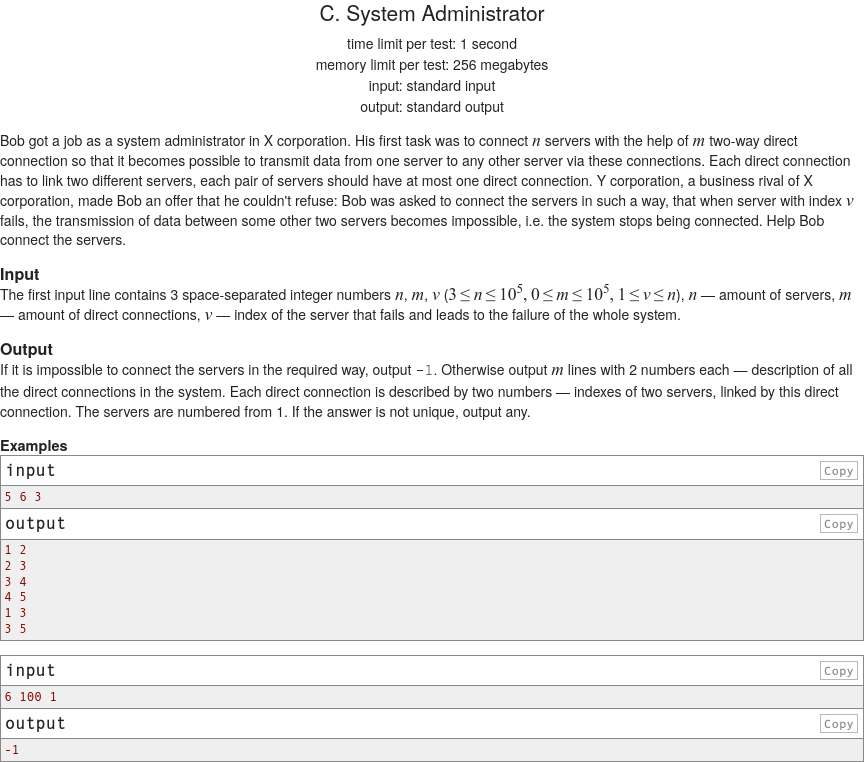 C. System Administrator
time limit per test: 1 second
memory limit per test: 256 megabytes
input: standard input
output: standard output
Bob got a job as a system administrator in X corporation. His first task was to connect n servers with the help of m two-way direct
connection so that it becomes possible to transmit data from one server to any other server via these connections. Each direct connection
has to link two different servers, each pair of servers should have at most one direct connection. Y corporation, a business rival of X
corporation, made Bob an offer that he couldn't refuse: Bob was asked to connect the servers in such a way, that when server with index v
fails, the transmission of data between some other two servers becomes impossible, i.e. the system stops being connected. Help Bob
connect the servers.
Input
The first input line contains 3 space-separated integer numbers n, m, v (3 ≤ n ≤ 10^5, 0 ≤ m ≤ 10^5, 1 ≤ v ≤ n), n — amount of servers, m
— amount of direct connections, v — index of the server that fails and leads to the failure of the whole system.
Output
If it is impossible to connect the servers in the required way, output -1. Otherwise output m lines with 2 numbers each — description of all
the direct connections in the system. Each direct connection is described by two numbers — indexes of two servers, linked by this direct
connection. The servers are numbered from 1. If the answer is not unique, output any.
Examples
input Copy
5 6 3
output Copy
1 2
2 3
3 4
4 5
1 3
3 5
input Copy
6 100 1
output Copy
-1